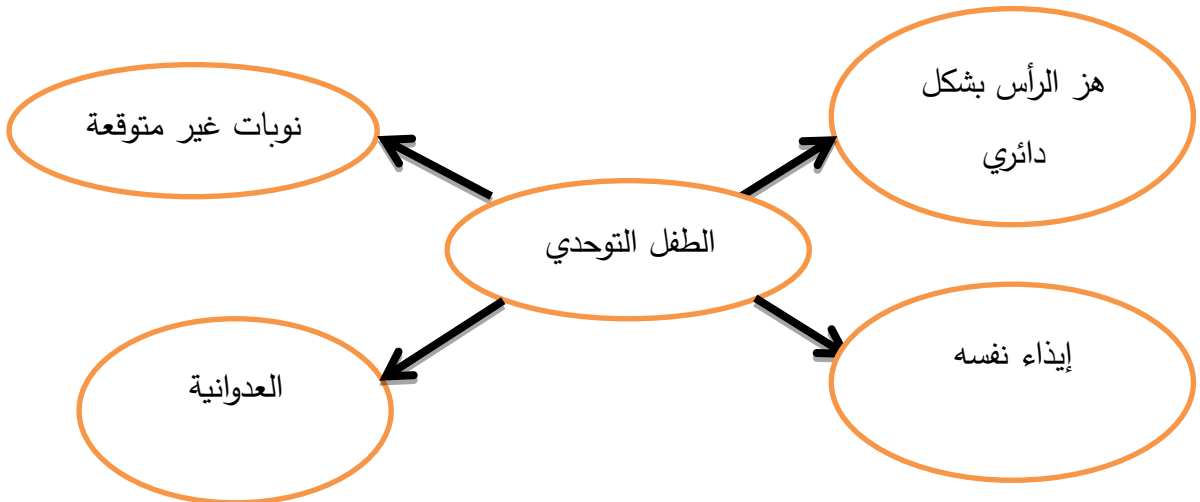 هز الرأس بشكل
دائري
نوبات غير متوقعة
الطفل التوحدي
إيذاء نفسه
العدوانية